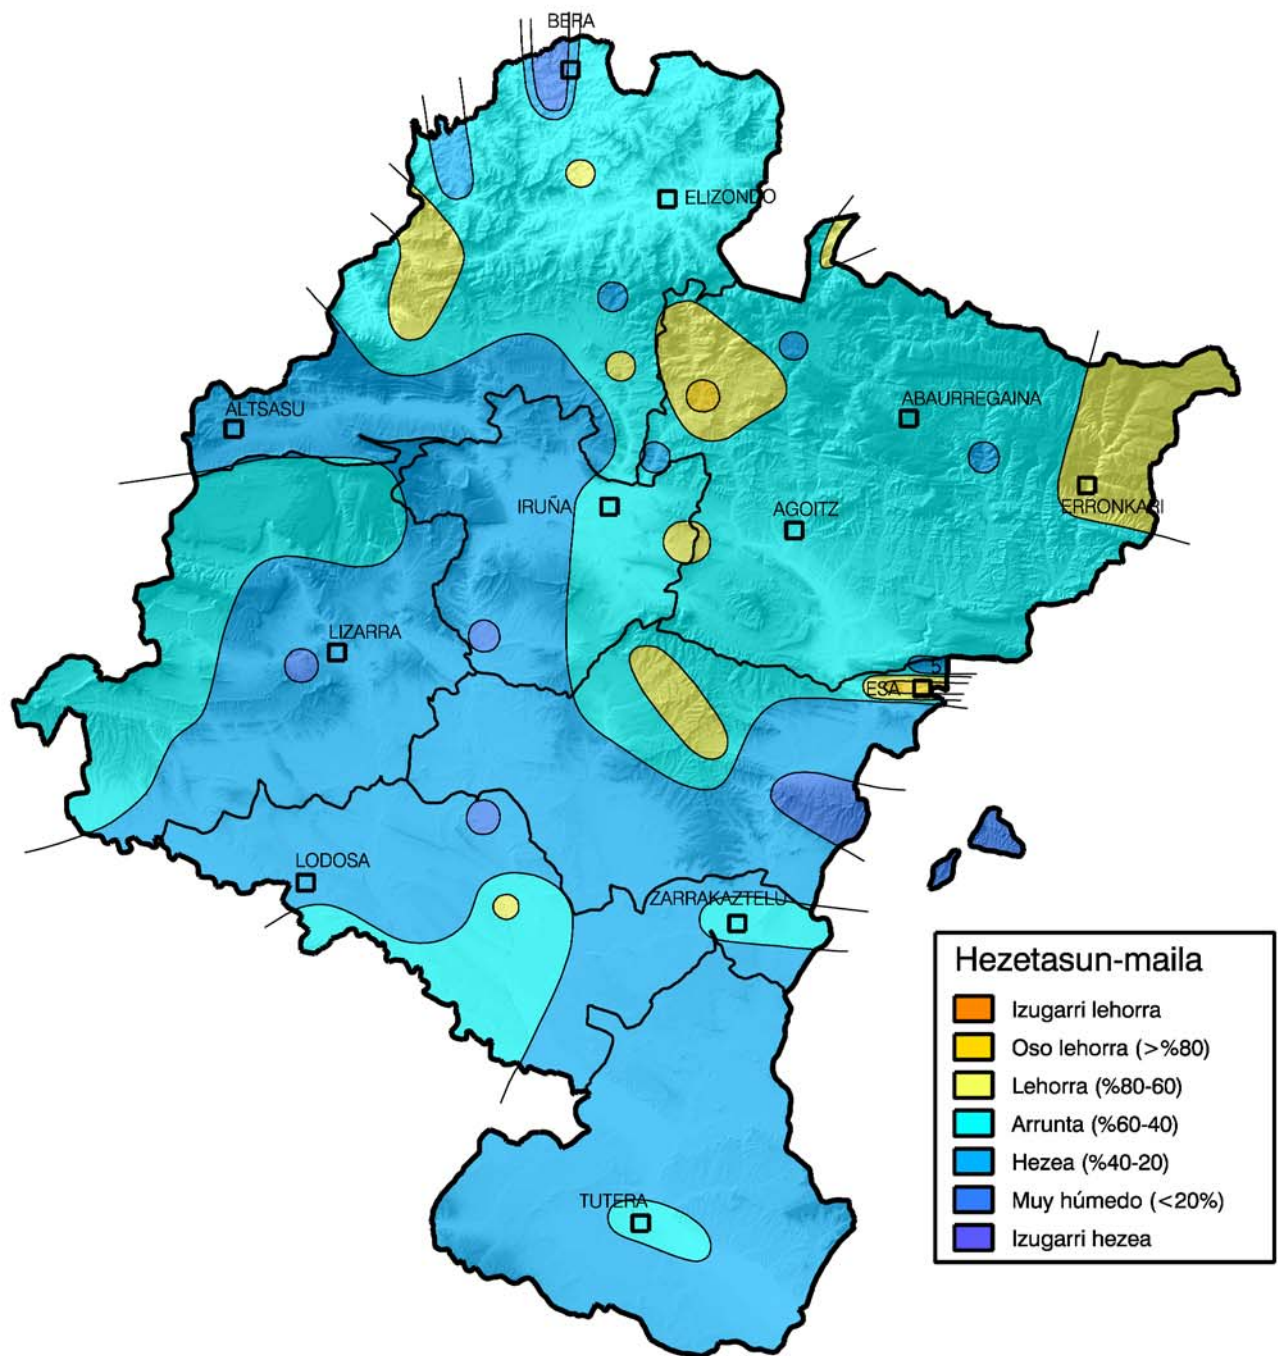 BERA
ELIZONDO
ALTSASU
ABAURREGAINA
IRUÑA
AGOITZ
ERRONKARI
LIZARRA
5
ESA
LODOSA
ZARRAKAZTELU
TUTERA
Hezetasun-maila
Izugarri lehorra
Oso lehorra (>%80)
Lehorra (%80-60)
Arrunta (%60-40)
Hezea (%40-20)
Muy húmedo (<20%)
Izugarri hezea